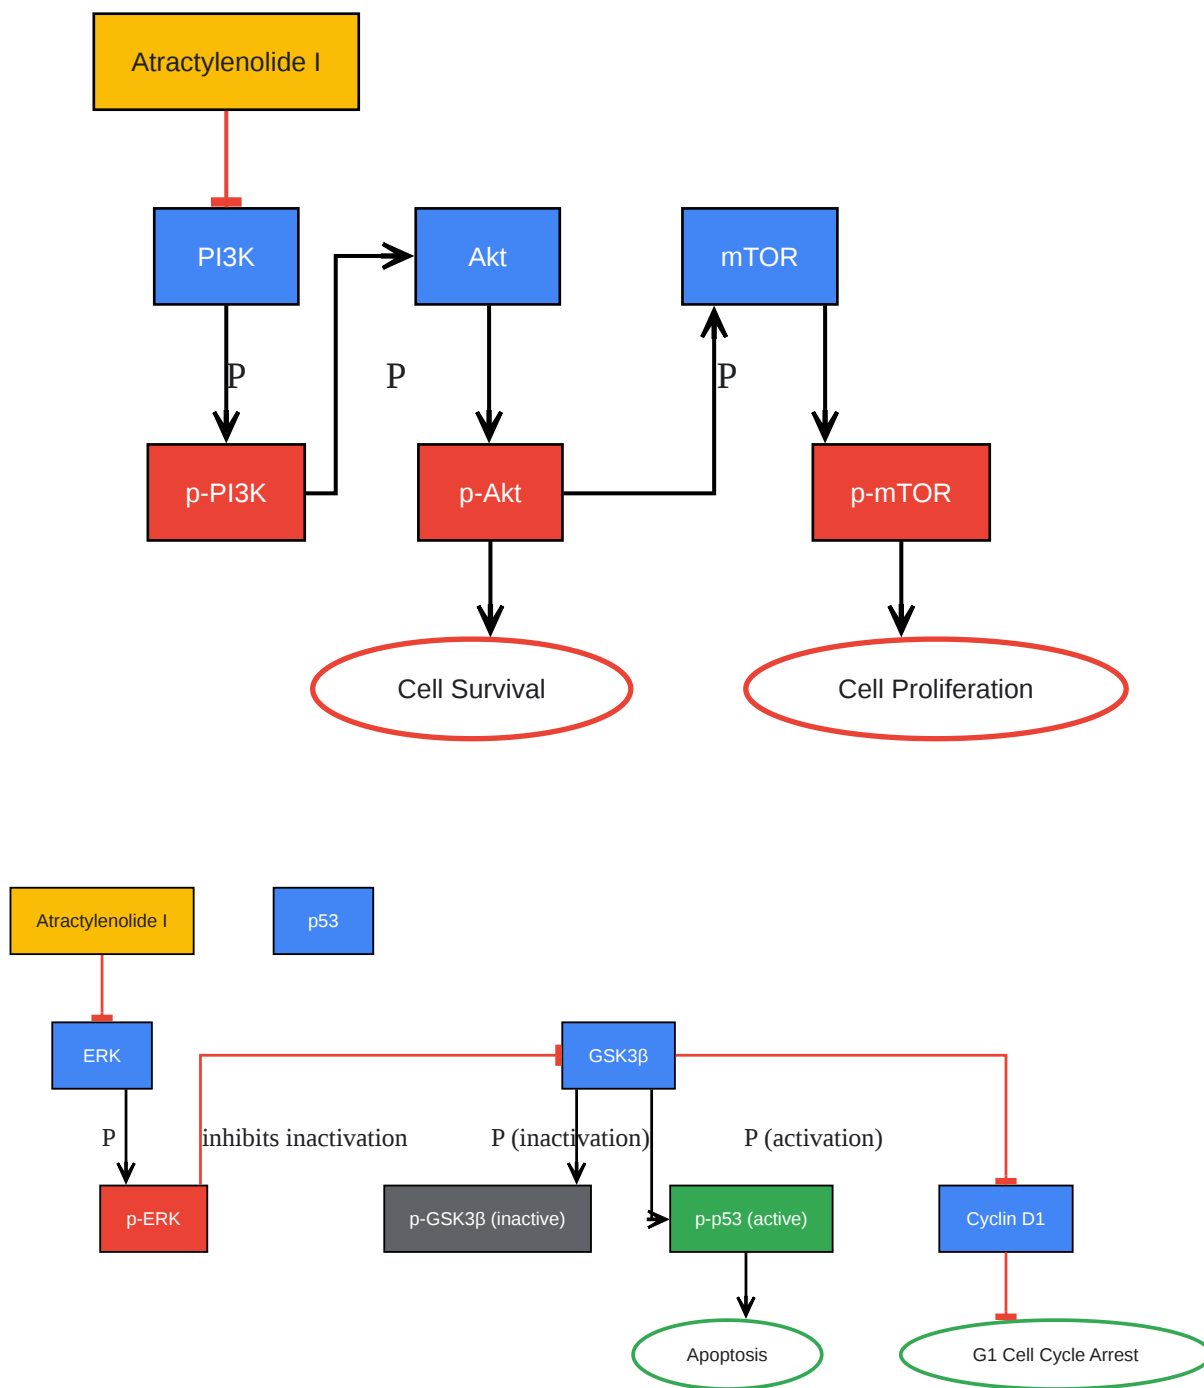 Atractylenolide I
PI3K
Akt
mTOR
P
P
P
p-PI3K
p-Akt
p-mTOR
Cell Survival
Cell Proliferation
Atractylenolide I
p53
ERK
GSK3β
P
inhibits inactivation
P (inactivation)
P (activation)
p-ERK
p-GSK3β (inactive)
p-p53 (active)
Cyclin D1
Apoptosis
G1 Cell Cycle Arrest